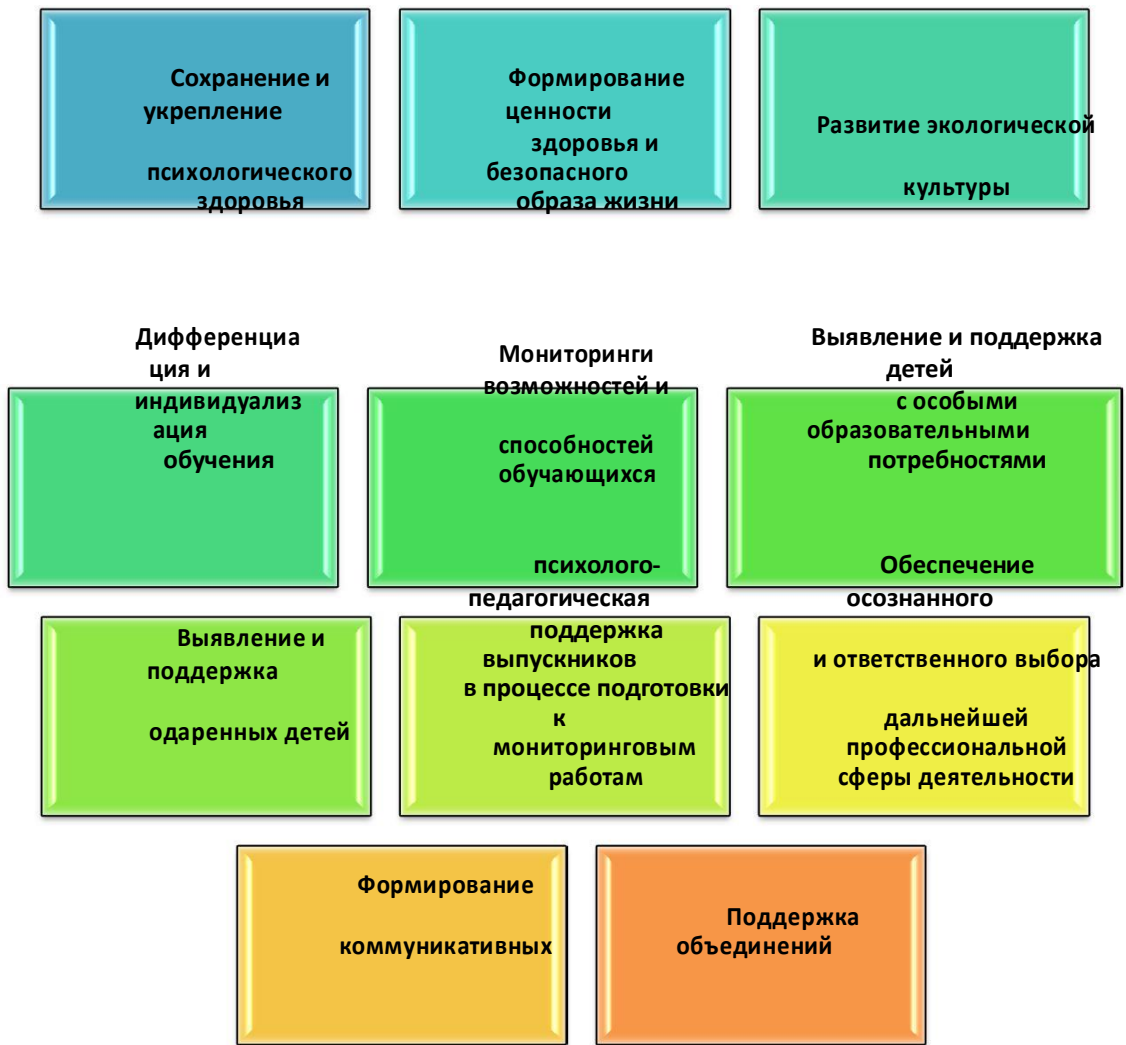 Сохранение и
укрепление
психологического
здоровья
Формирование
ценности
здоровья и
безопасного
образа жизни
Развитие экологической
культуры
Дифференциа
ция и
индивидуализ
ация
обучения
Мониторинги
возможностей и
способностей
обучающихся
Выявление и поддержка
детей
с особыми
образовательными
потребностями
Выявление и
поддержка
одаренных детей
психолого-
педагогическая
поддержка
выпускников
в процессе подготовки
к
мониторинговым
работам
Обеспечение
осознанного
и ответственного выбора
дальнейшей
профессиональной
сферы деятельности
Формирование
коммуникативных
Поддержка
объединений